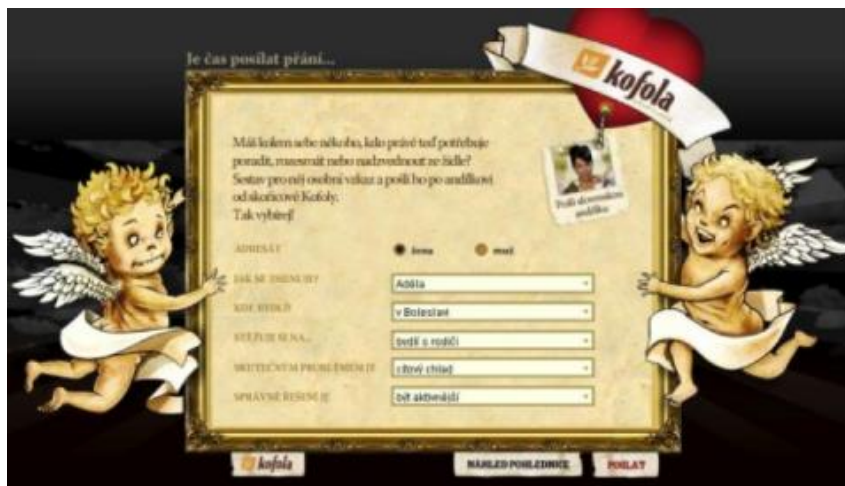 Je čas posílat přání...
kofola
Máš kolem sebe někoho, kdo právě teď potřebuje
poradit, rozesmát nebo nadzvednout ze židle?
Sestav pro něj osobní vzkaz a pošli ho po andílkovi
od skořicové Kofoly.
Tak vybírej!
Pošli slovenskou
andílku
ADRESÁT
žena
muž
JAK SE JMENUJE?
Adéla
KDE BYDLÍ?
v Boleslavi
STĚŽUJE SI NA...
bydlí s rodiči
SKUTEČNÝM PROBLÉMEM JE
citový chlad
SPRÁVNÉ ŘEŠENÍ JE
být aktivnější
kofola
NÁHLED POHLEDNICE
POSLAT